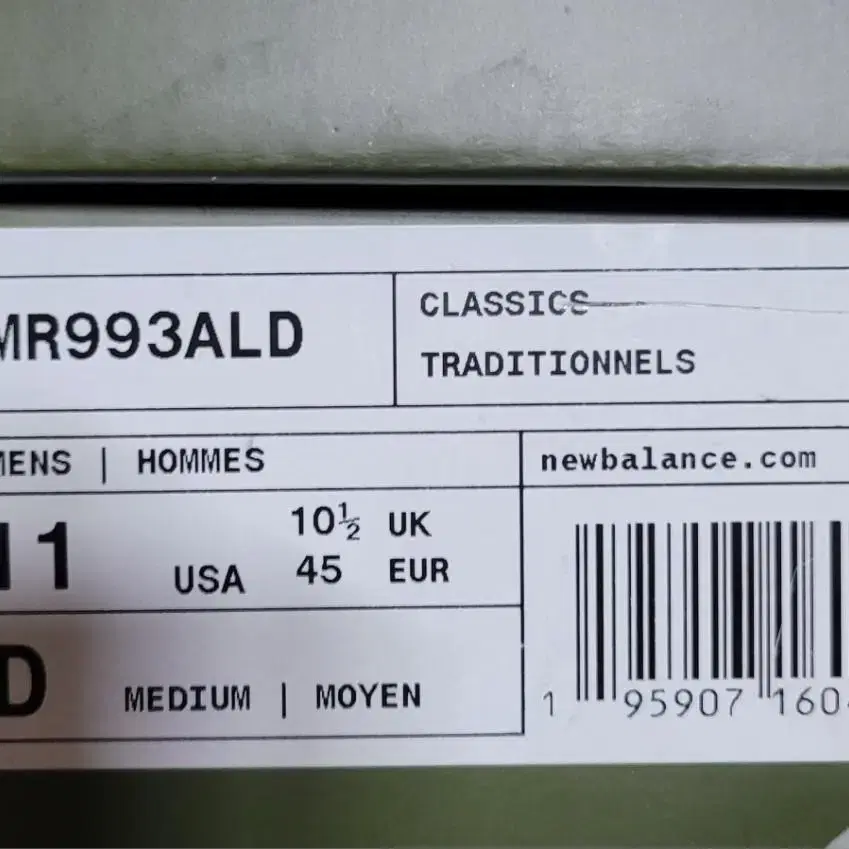 MR993ALD
CLASSICS
TRADITIONNELS
MENS | HOMMES
newbalance.com
11 USA
10½ UK
45 EUR
D MEDIUM | MOYEN
1 95907 160